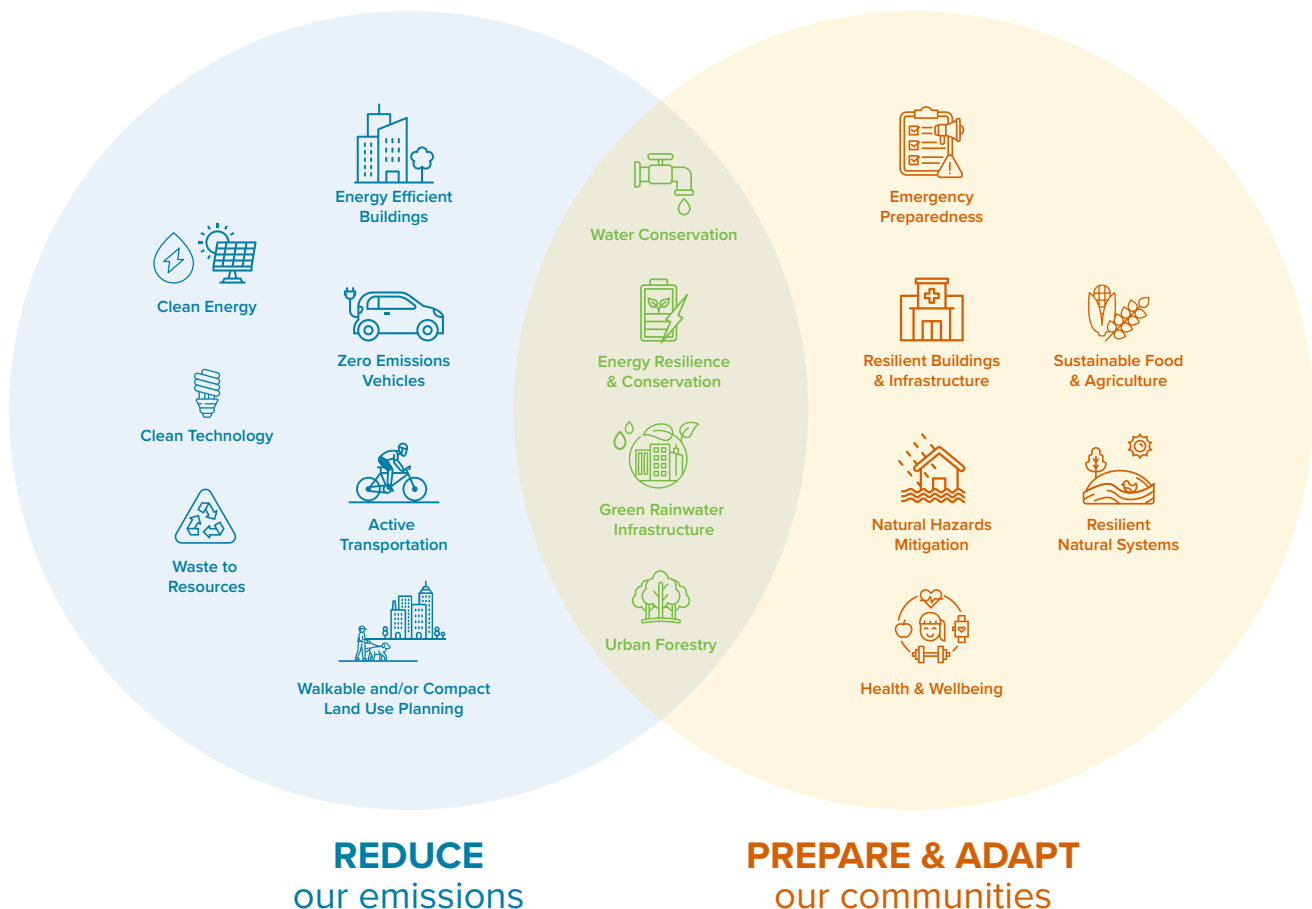 Energy Efficient
Buildings
Clean Energy
Zero Emissions
Vehicles
Clean Technology
Active
Transportation
Waste to
Resources
Walkable and/or Compact
Land Use Planning
Water Conservation
Energy Resilience
& Conservation
Green Rainwater
Infrastructure
Urban Forestry
Emergency
Preparedness
Resilient Buildings
& Infrastructure
Sustainable Food
& Agriculture
Natural Hazards
Mitigation
Resilient
Natural Systems
Health & Wellbeing
REDUCE
our emissions
PREPARE & ADAPT
our communities